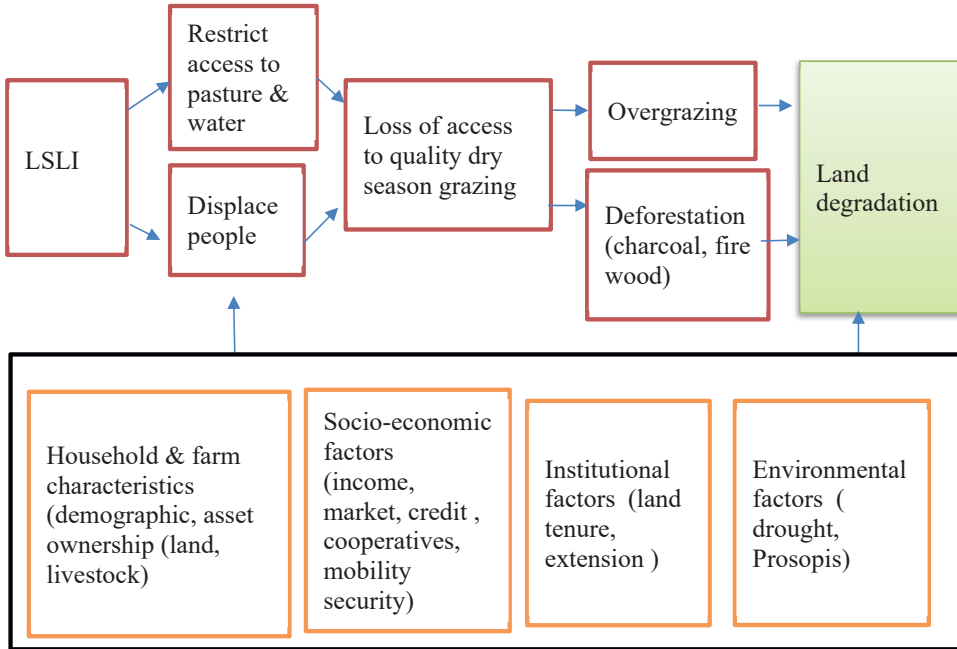 LSLI
Restrict
access to
pasture &
water
Displace
people
Loss of access
to quality dry
season grazing
Overgrazing
Deforestation
(charcoal, fire
wood)
Land
degradation
Household & farm
characteristics
(demographic, asset
ownership (land,
livestock)
Socio-economic
factors
(income,
market, credit ,
cooperatives,
mobility
security)
Institutional
factors (land
tenure,
extension )
Environmental
factors (
drought,
Prosopis)